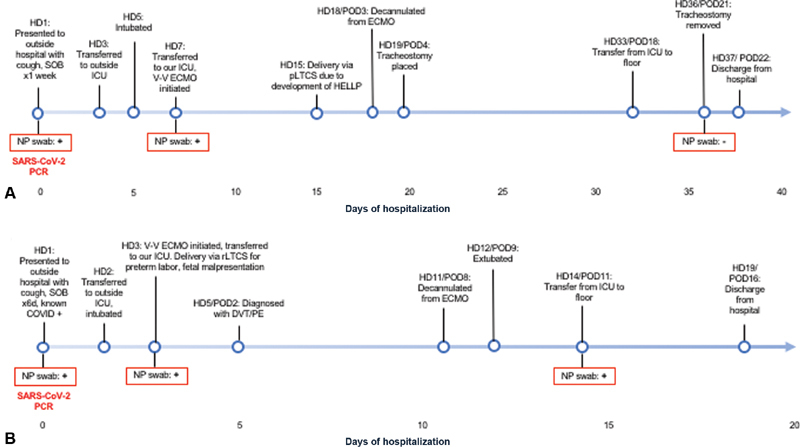 HD1:
Presented to
outside
hospital with
cough, SOB
x1 week
HD3:
Transferred
to outside
ICU
HD5:
Intubated
HD7:
Transferred
to our ICU,
V-V ECMO
initiated
HD15: Delivery via
pLTCS due to
development of HELLP
HD18/POD3: Decannulated
from ECMO
HD19/POD4:
Tracheostomy
placed
HD33/POD18:
Transfer from ICU to
floor
HD36/POD21:
Tracheostomy
removed
HD37/ POD22:
Discharge from
hospital
NP swab: +
NP swab: +
NP swab: -
SARS-CoV-2
PCR
A
0 5 10 15 20 25 30 35 40
Days of hospitalization
HD1:
Presented to
outside
hospital with
cough, SOB
x6d, known
COVID +
HD2:
Transferred
to outside
ICU,
intubated
HD3: V-V ECMO initiated, transferred
to our ICU. Delivery via rLTCS for
preterm labor, fetal malpresentation
HD5/POD2: Diagnosed
with DVT/PE
HD11/POD8:
Decannulated
from ECMO
HD12/POD9:
Extubated
HD14/POD11:
Transfer from ICU to
floor
HD19/
POD16:
Discharge
from
hospital
NP swab: +
NP swab: +
NP swab: +
SARS-CoV-2
PCR
0 5 10 15 20
B
Days of hospitalization